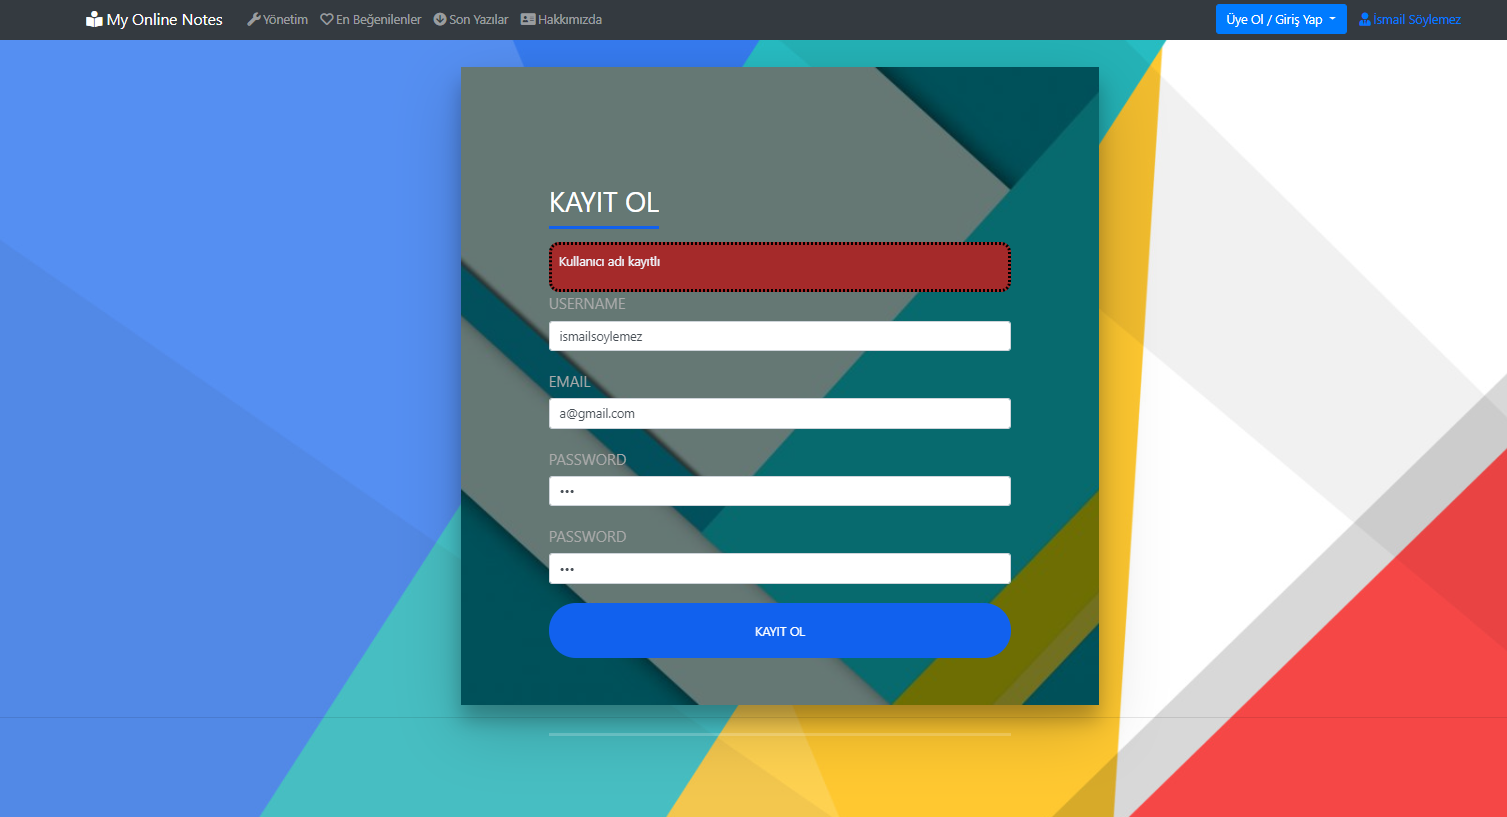 My Online Notes Yönetim En Beğenilenler Son Yazılar Hakkımızda Üye Ol / Giriş Yap İsmail Söylemez
KAYIT OL
Kullanıcı adı kayıtlı
USERNAME
ismailsoylemez
EMAIL
a@gmail.com
PASSWORD
•••
PASSWORD
•••
KAYIT OL